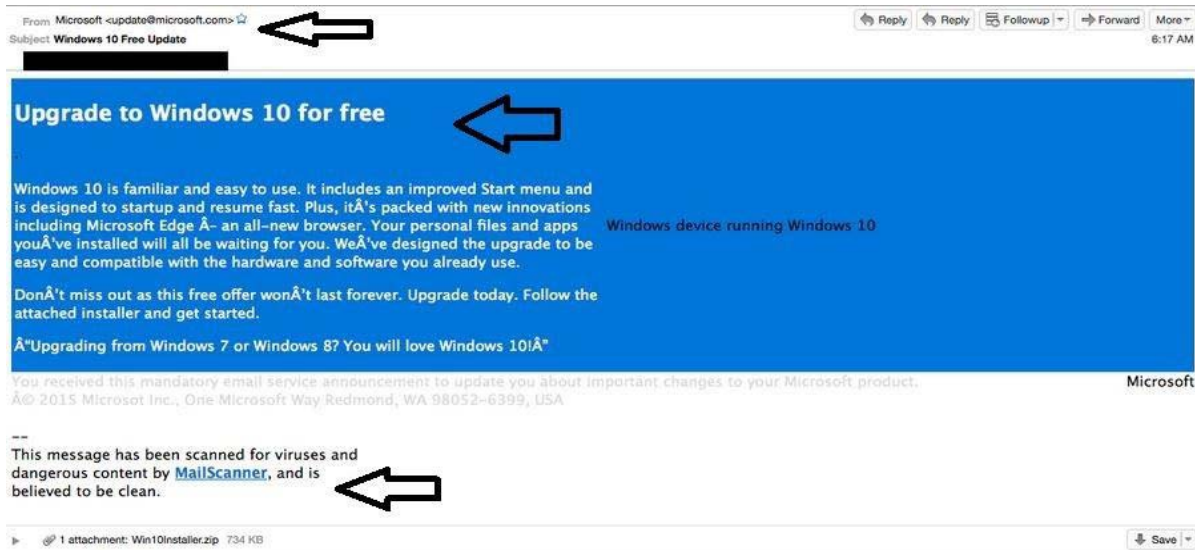 From Microsoft <update@microsoft.com>
Reply Reply Followup Forward More
Subject Windows 10 Free Update
6:17 AM
Upgrade to Windows 10 for free
Windows 10 is familiar and easy to use. It includes an improved Start menu and
is designed to startup and resume fast. Plus, itÂ's packed with new innovations
including Microsoft Edge Â– an all-new browser. Your personal files and apps
youÂ've installed will all be waiting for you. WeÂ've designed the upgrade to be
easy and compatible with the hardware and software you already use.
Windows device running Windows 10
DonÂ't miss out as this free offer wonÂ't last forever. Upgrade today. Follow the
attached installer and get started.
Â"Upgrading from Windows 7 or Windows 8? You will love Windows 10!Â"
You received this mandatory email service announcement to update you about important changes to your Microsoft product.
Microsoft
Â© 2015 Microsot Inc., One Microsoft Way Redmond, WA 98052-6399, USA
--
This message has been scanned for viruses and
dangerous content by MailScanner, and is
believed to be clean.
1 attachment: Win10Installer.zip 734 KB
Save